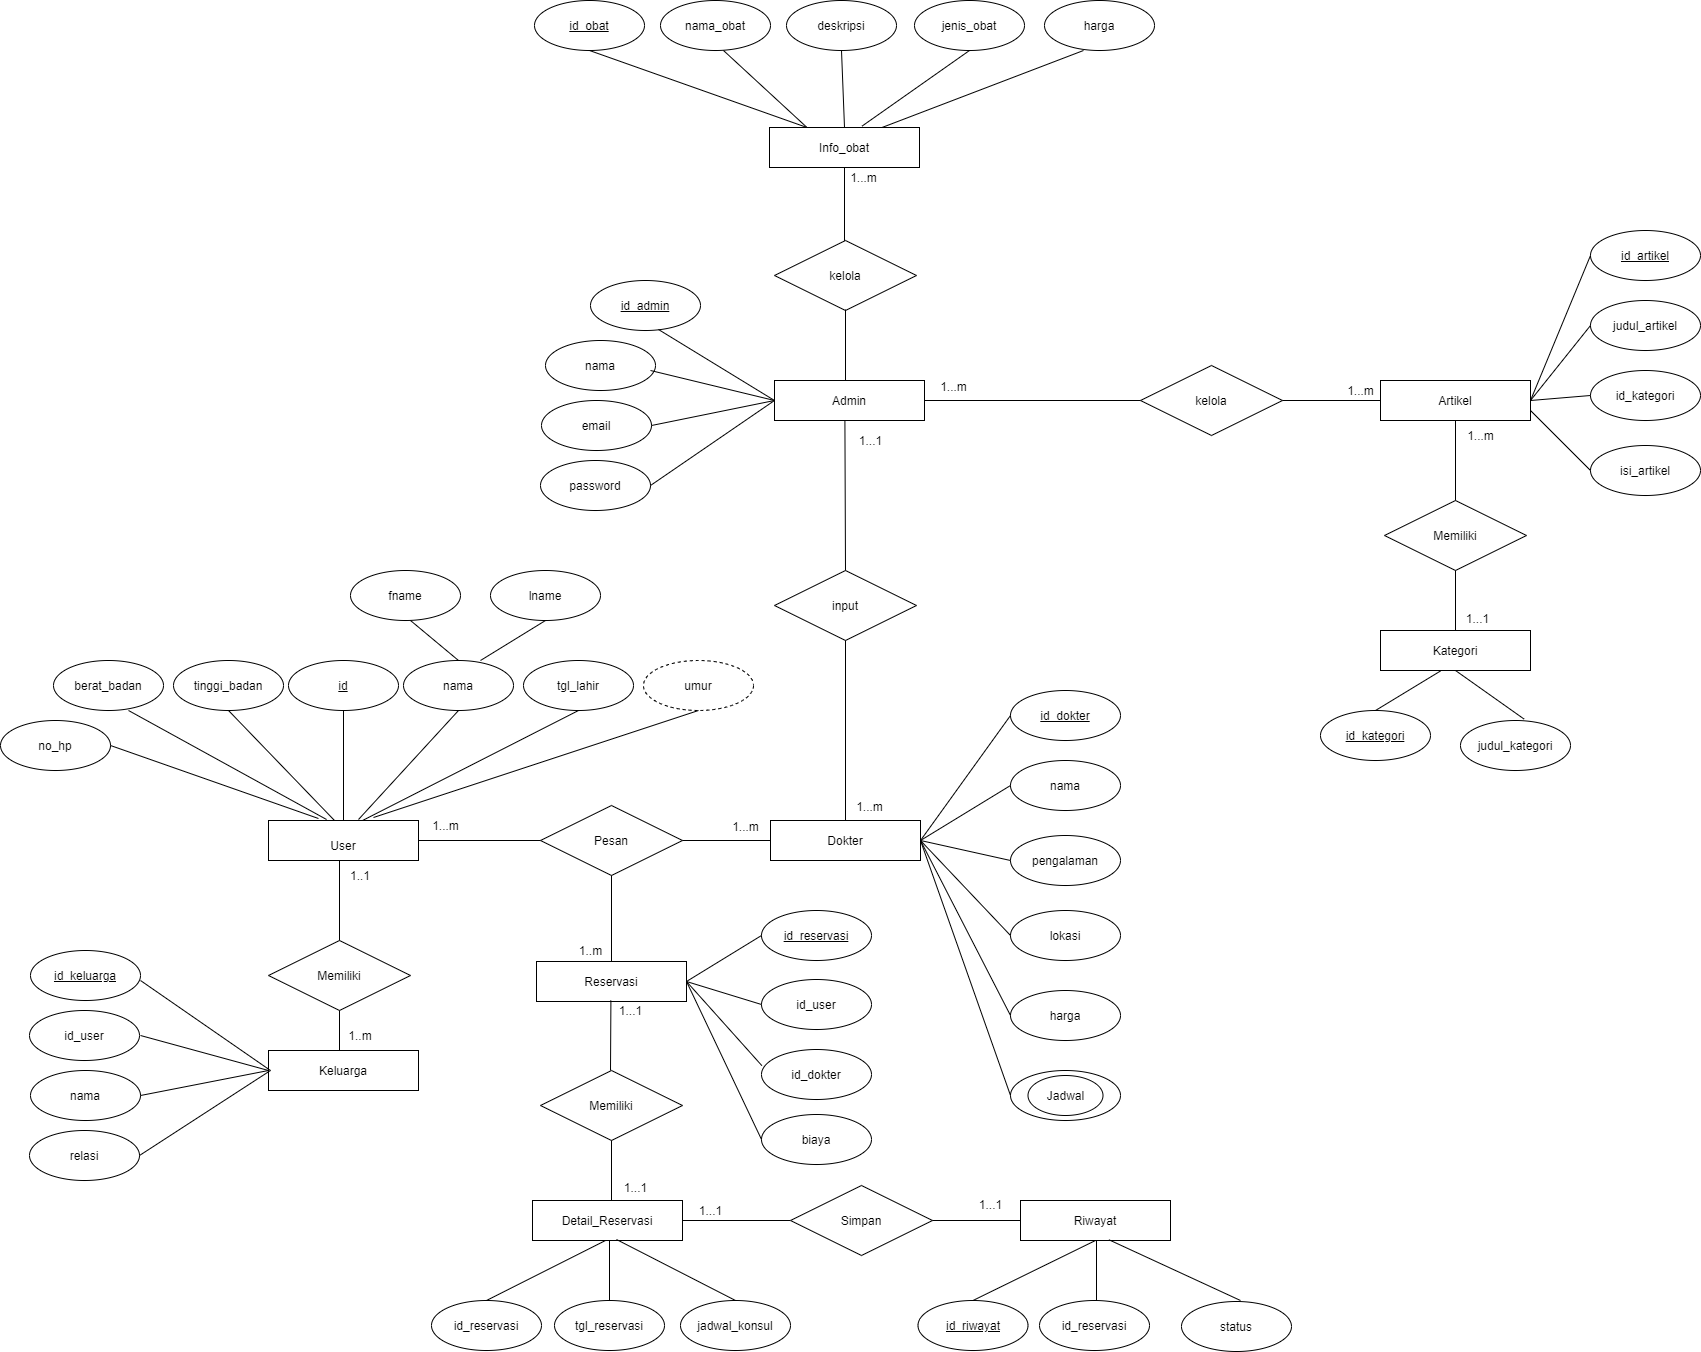 id_obat
nama_obat
deskripsi
jenis_obat
harga
Info_obat
1...m
kelola
id_admin
nama
email
password
Admin
1...m
kelola
1...m
Artikel
id_artikel
judul_artikel
id_kategori
isi_artikel
1...1
1...m
Memiliki
1...1
Kategori
id_kategori
judul_kategori
input
fname
lname
berat_badan
tinggi_badan
id
nama
tgl_lahir
umur
no_hp
User
1...m
Pesan
1...m
1...m
Dokter
id_dokter
nama
pengalaman
lokasi
harga
Jadwal
1..1
Memiliki
1..m
Keluarga
id_keluarga
id_user
nama
relasi
1...m
Reservasi
id_reservasi
id_user
id_dokter
biaya
1...1
Memiliki
1...1
Detail_Reservasi
1...1
Simpan
1...1
Riwayat
id_reservasi
tgl_reservasi
jadwal_konsul
id_riwayat
id_reservasi
status